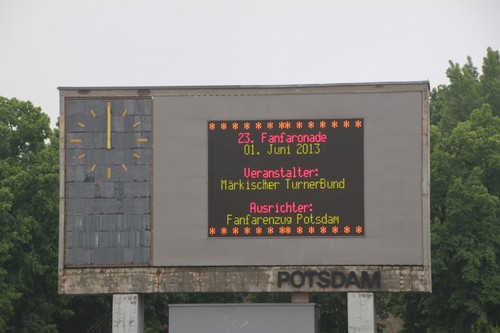 23. Fanfaronade
01. Juni 2013
Veranstalter:
Märkischer TurnerBund
Ausrichter:
Fanfarenzug Potsdam
POTSDAM